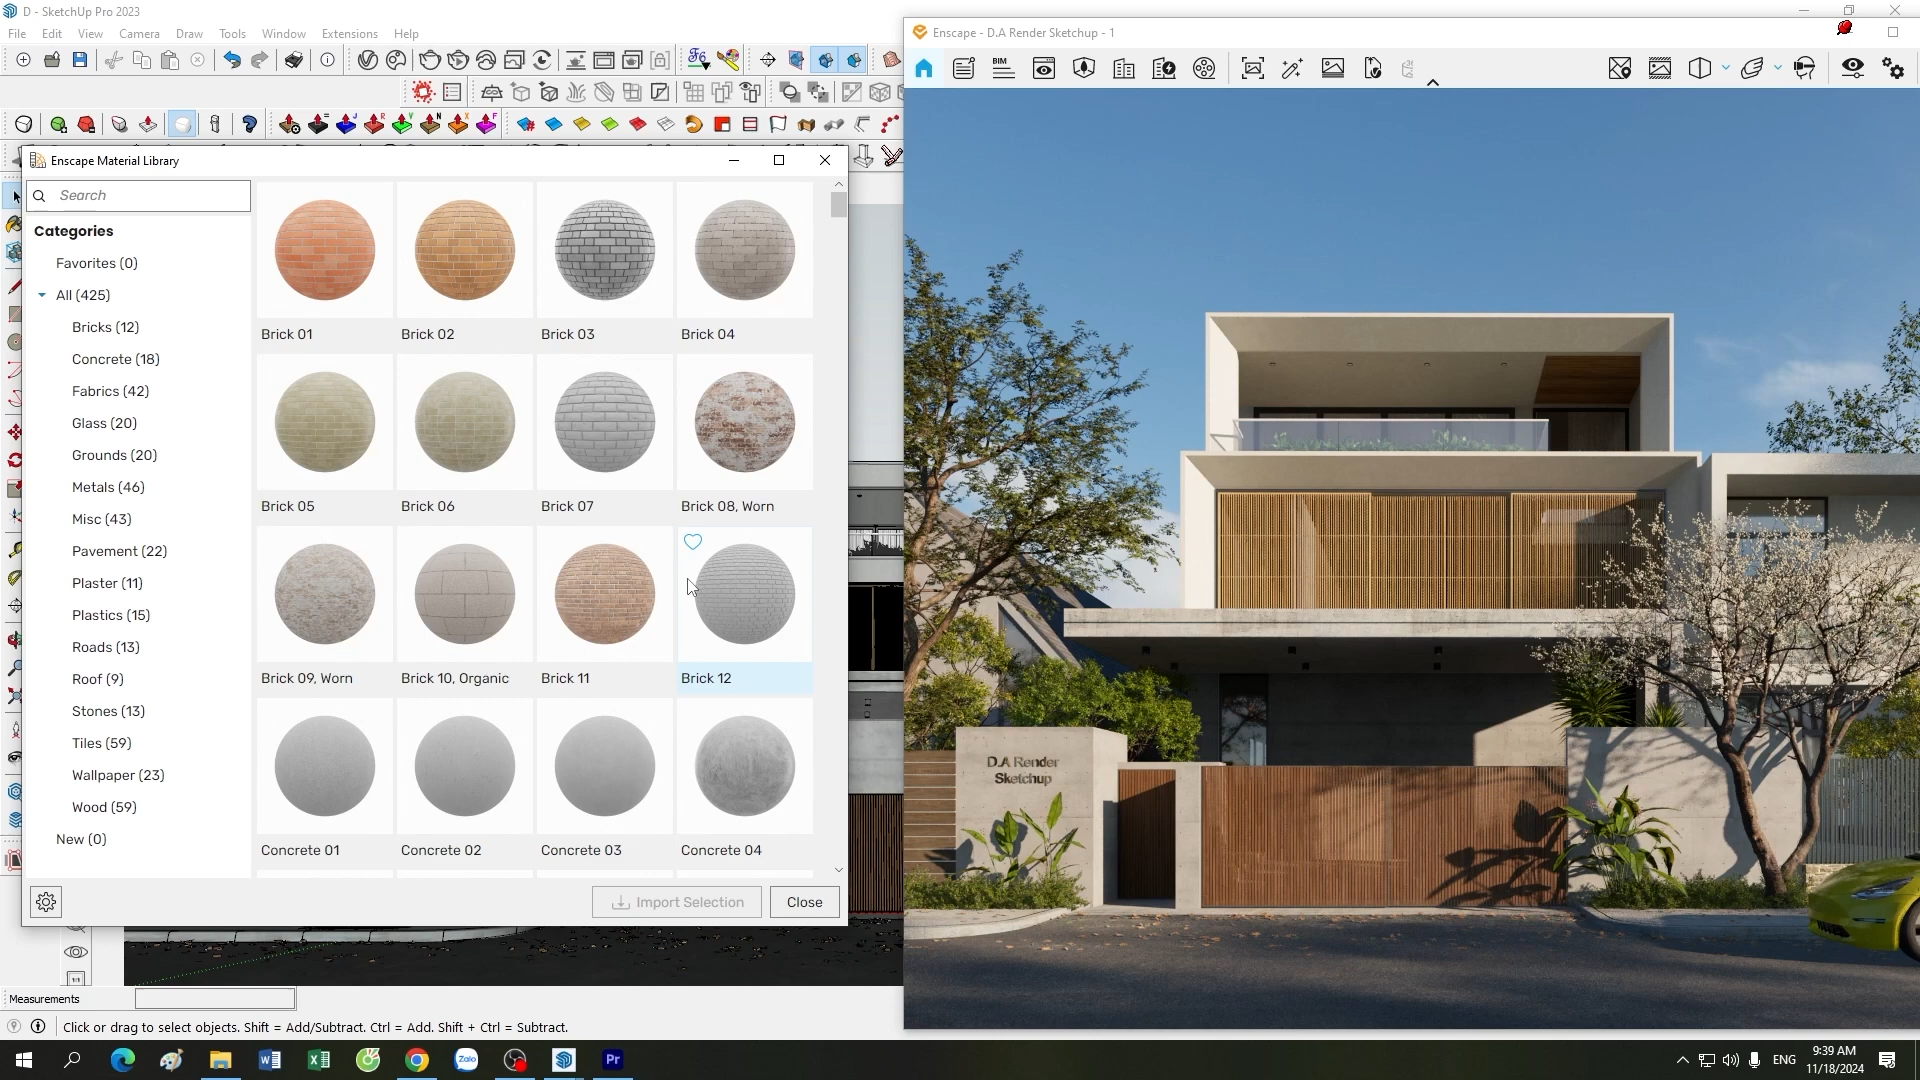 D - SketchUp Pro 2023
File Edit View Camera Draw Tools Window Extensions Help
Enscape - D.A Render Sketchup - 1
BIM
Enscape Material Library
Search
Categories
Favorites (0)
All (425)
Bricks (12)
Concrete (18)
Fabrics (42)
Glass (20)
Grounds (20)
Metals (46)
Misc (43)
Pavement (22)
Plaster (11)
Plastics (15)
Roads (13)
Roof (9)
Stones (13)
Tiles (59)
Wallpaper (23)
Wood (59)
New (0)
Brick 01 Brick 02 Brick 03 Brick 04
Brick 05 Brick 06 Brick 07 Brick 08, Worn
Brick 09, Worn Brick 10, Organic Brick 11 Brick 12
Concrete 01 Concrete 02 Concrete 03 Concrete 04
Import Selection Close
D.A Render
Sketchup
Measurements
Click or drag to select objects. Shift = Add/Subtract. Ctrl = Add. Shift + Ctrl = Subtract.
Zalo
Pr
ENG
9:39 AM
11/18/2024